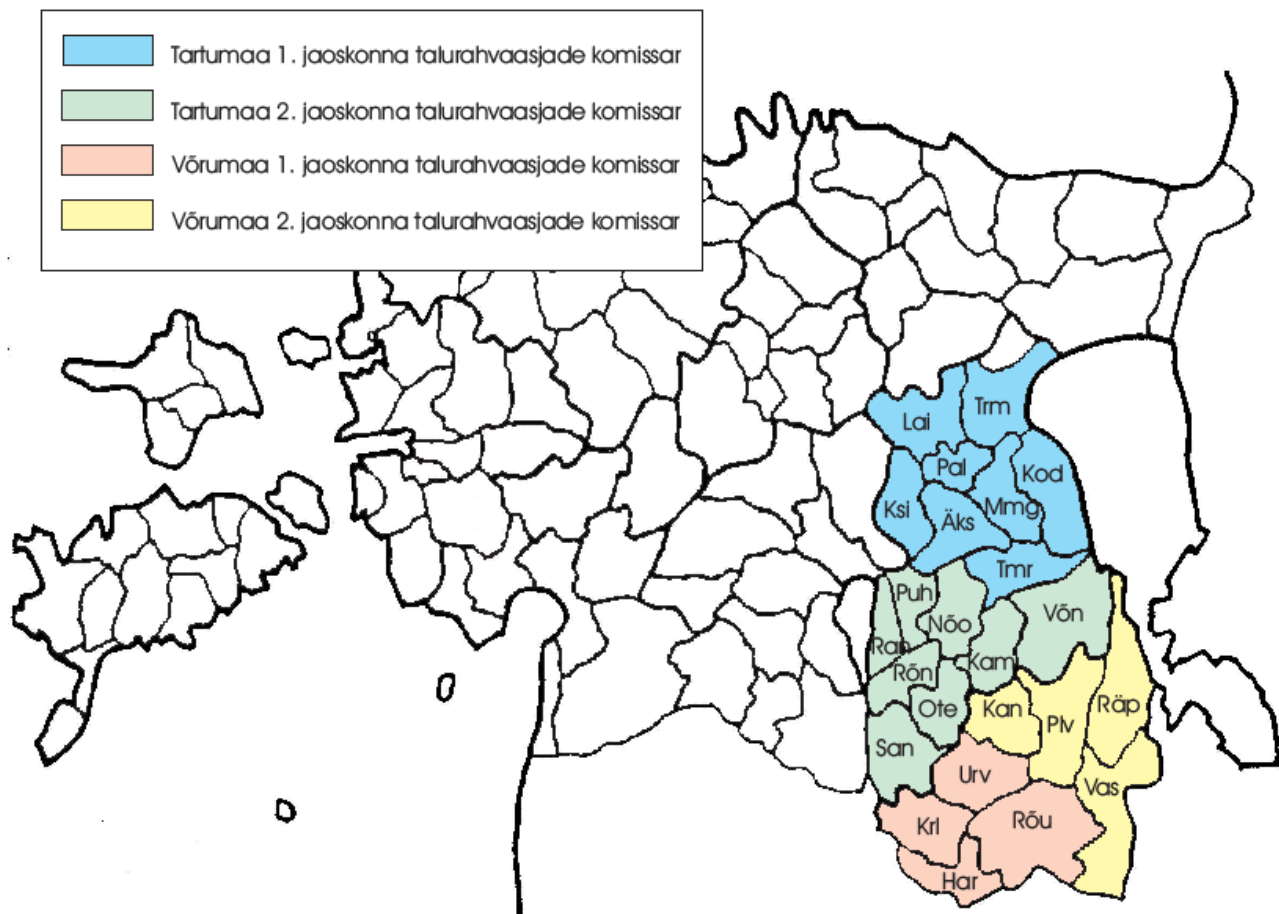 Tartumaa 1. jaoskonna talurahvaasjade komissar
Tartumaa 2. jaoskonna talurahvaasjade komissar
Võrumaa 1. jaoskonna talurahvaasjade komissar
Võrumaa 2. jaoskonna talurahvaasjade komissar
Lai
Trm
Pal
Kod
Ksi
Äks
Mmg
Tmr
Puh
Nõo
Võn
Ran
Rõn
Kam
Ote
Kan
Plv
Räp
San
Urv
Vas
Krl
Rõu
Har